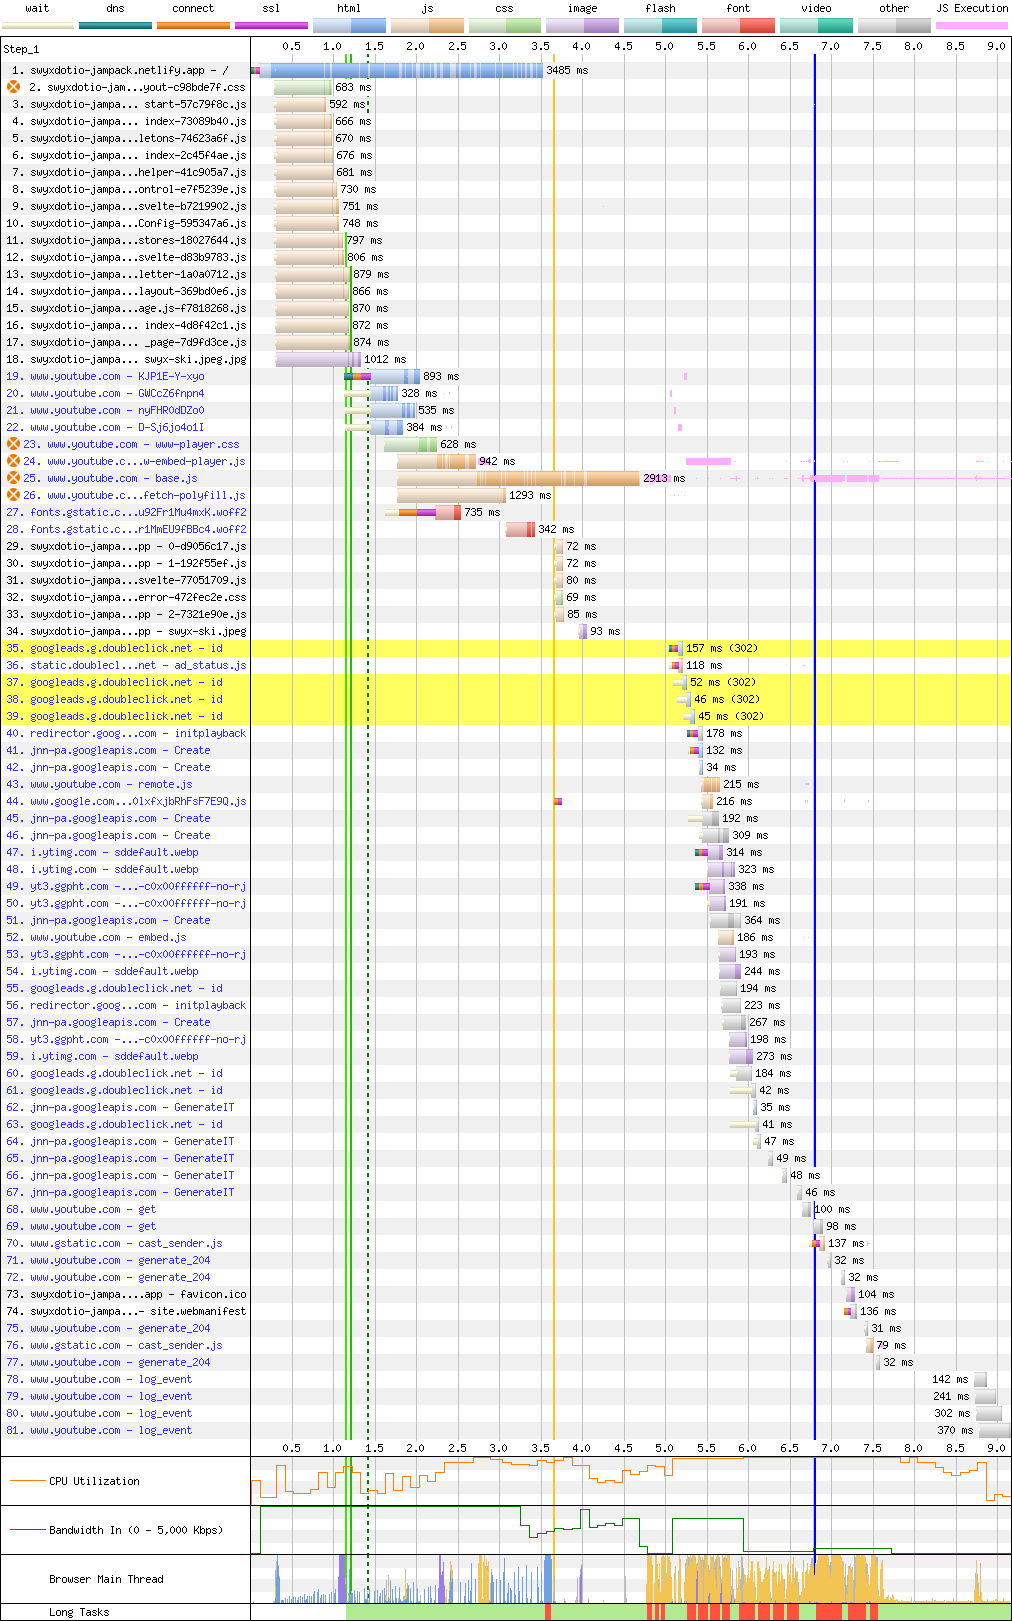 wait dns connect ssl html js css image flash font video other JS Execution
Step_1 0.5 1.0 1.5 2.0 2.5 3.0 3.5 4.0 4.5 5.0 5.5 6.0 6.5 7.0 7.5 8.0 8.5 9.0
1. swyxdotio-jampack.netlify.app - / 3485 ms
2. swyxdotio-jam...yout-c98bde7f.css 683 ms
3. swyxdotio-jampa... start-57c79f8c.js 592 ms
4. swyxdotio-jampa... index-73089b40.js 666 ms
5. swyxdotio-jampa...letons-74623a6f.js 670 ms
6. swyxdotio-jampa... index-2c45f4ae.js 676 ms
7. swyxdotio-jampa...helper-41c905a7.js 681 ms
8. swyxdotio-jampa...ontrol-e7f5239e.js 730 ms
9. swyxdotio-jampa...svelte-b7219902.js 751 ms
10. swyxdotio-jampa...Config-595347a6.js 748 ms
11. swyxdotio-jampa...stores-18027644.js 797 ms
12. swyxdotio-jampa...svelte-d83b9783.js 806 ms
13. swyxdotio-jampa...letter-1a0a0712.js 879 ms
14. swyxdotio-jampa...layout-369bd0e6.js 866 ms
15. swyxdotio-jampa...age.js-f7818268.js 870 ms
16. swyxdotio-jampa... index-4d8f42c1.js 872 ms
17. swyxdotio-jampa... _page-7d9fd3ce.js 874 ms
18. swyxdotio-jampa... swyx-ski.jpeg.jpg 1012 ms
19. www.youtube.com - KJP1E-Y-xyo 893 ms
20. www.youtube.com - GWCcZ6fnpn4 328 ms
21. www.youtube.com - nyFHR0dDZo0 535 ms
22. www.youtube.com - D-Sj6jo4o1I 384 ms
23. www.youtube.com - www-player.css 628 ms
24. www.youtube.c...w-embed-player.js 942 ms
25. www.youtube.com - base.js 2913 ms
26. www.youtube.c...fetch-polyfill.js 1293 ms
27. fonts.gstatic.c...u92Fr1Mu4mxK.woff2 735 ms
28. fonts.gstatic.c...r1MmEU9fBBc4.woff2 342 ms
29. swyxdotio-jampa...pp - 0-d9056c17.js 72 ms
30. swyxdotio-jampa...pp - 1-192f55ef.js 72 ms
31. swyxdotio-jampa...svelte-77051709.js 80 ms
32. swyxdotio-jampa...error-472fec2e.css 69 ms
33. swyxdotio-jampa...pp - 2-7321e90e.js 85 ms
34. swyxdotio-jampa...pp - swyx-ski.jpeg 93 ms
35. googleads.g.doubleclick.net - id 157 ms (302)
36. static.doublecl...net - ad_status.js 118 ms
37. googleads.g.doubleclick.net - id 52 ms (302)
38. googleads.g.doubleclick.net - id 46 ms (302)
39. googleads.g.doubleclick.net - id 45 ms (302)
40. redirector.goog...com - initplayback 178 ms
41. jnn-pa.googleapis.com - Create 132 ms
42. jnn-pa.googleapis.com - Create 34 ms
43. www.youtube.com - remote.js 215 ms
44. www.google.com...0lxfxjbRhFsF7E9Q.js 216 ms
45. jnn-pa.googleapis.com - Create 192 ms
46. jnn-pa.googleapis.com - Create 309 ms
47. i.ytimg.com - sddefault.webp 314 ms
48. i.ytimg.com - sddefault.webp 323 ms
49. yt3.ggpht.com -...-c0x00ffffff-no-rj 338 ms
50. yt3.ggpht.com -...-c0x00ffffff-no-rj 191 ms
51. jnn-pa.googleapis.com - Create 364 ms
52. www.youtube.com - embed.js 186 ms
53. yt3.ggpht.com -...-c0x00ffffff-no-rj 193 ms
54. i.ytimg.com - sddefault.webp 244 ms
55. googleads.g.doubleclick.net - id 194 ms
56. redirector.goog...com - initplayback 223 ms
57. jnn-pa.googleapis.com - Create 267 ms
58. yt3.ggpht.com -...-c0x00ffffff-no-rj 198 ms
59. i.ytimg.com - sddefault.webp 273 ms
60. googleads.g.doubleclick.net - id 184 ms
61. googleads.g.doubleclick.net - id 42 ms
62. jnn-pa.googleapis.com - GenerateIT 35 ms
63. googleads.g.doubleclick.net - id 41 ms
64. jnn-pa.googleapis.com - GenerateIT 47 ms
65. jnn-pa.googleapis.com - GenerateIT 49 ms
66. jnn-pa.googleapis.com - GenerateIT 48 ms
67. jnn-pa.googleapis.com - GenerateIT 46 ms
68. www.youtube.com - get 100 ms
69. www.youtube.com - get 98 ms
70. www.gstatic.com - cast_sender.js 137 ms
71. www.youtube.com - generate_204 32 ms
72. www.youtube.com - generate_204 32 ms
73. swyxdotio-jampa....app - favicon.ico 104 ms
74. swyxdotio-jampa...- site.webmanifest 136 ms
75. www.youtube.com - generate_204 31 ms
76. www.gstatic.com - cast_sender.js 79 ms
77. www.youtube.com - generate_204 32 ms
78. www.youtube.com - log_event 142 ms
79. www.youtube.com - log_event 241 ms
80. www.youtube.com - log_event 302 ms
81. www.youtube.com - log_event 370 ms
0.5 1.0 1.5 2.0 2.5 3.0 3.5 4.0 4.5 5.0 5.5 6.0 6.5 7.0 7.5 8.0 8.5 9.0
CPU Utilization
Bandwidth In (0 - 5,000 Kbps)
Browser Main Thread
Long Tasks